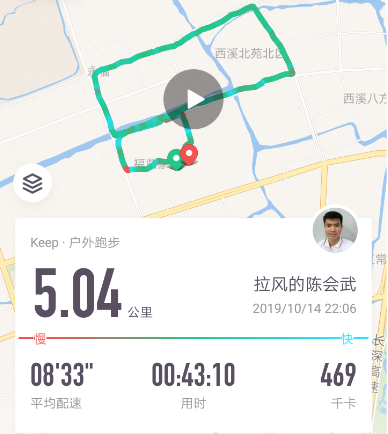 西溪北苑北区
永福
西溪八方
福鼎家
Keep · 户外跑步
5.04 公里
拉风的陈会武
2019/10/14 22:06
慢 快
08'33" 00:43:10 469
平均配速 用时 千卡
长深高速